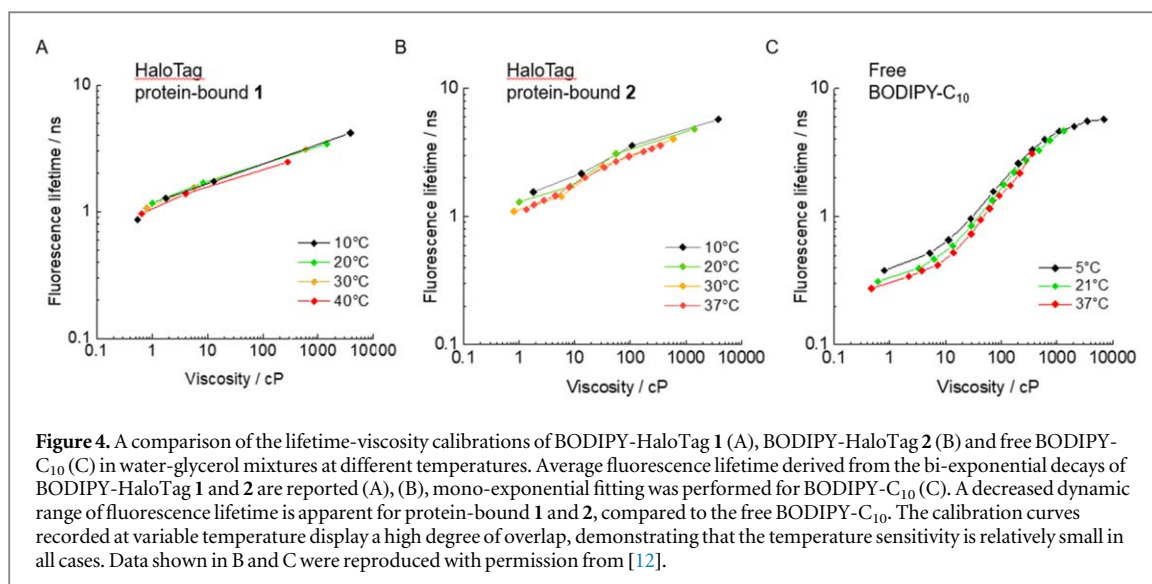 A
HaloTag
protein-bound 1
10
1
0.1
Fluorescence lifetime / ns
10°C
20°C
30°C
40°C
0.1 1 10 100 1000 10000
Viscosity / cP
B
HaloTag
protein-bound 2
10
1
0.1
Fluorescence lifetime / ns
10°C
20°C
30°C
37°C
0.1 1 10 100 1000 10000
Viscosity / cP
C
Free
BODIPY-C10
10
1
0.1
Fluorescence lifetime / ns
5°C
21°C
37°C
0.1 1 10 100 1000 10000
Viscosity / cP
Figure 4. A comparison of the lifetime-viscosity calibrations of BODIPY-HaloTag 1 (A), BODIPY-HaloTag 2 (B) and free BODIPY-
C10 (C) in water-glycerol mixtures at different temperatures. Average fluorescence lifetime derived from the bi-exponential decays of
BODIPY-HaloTag 1 and 2 are reported (A), (B), mono-exponential fitting was performed for BODIPY-C10 (C). A decreased dynamic
range of fluorescence lifetime is apparent for protein-bound 1 and 2, compared to the free BODIPY-C10. The calibration curves
recorded at variable temperature display a high degree of overlap, demonstrating that the temperature sensitivity is relatively small in
all cases. Data shown in B and C were reproduced with permission from [12].